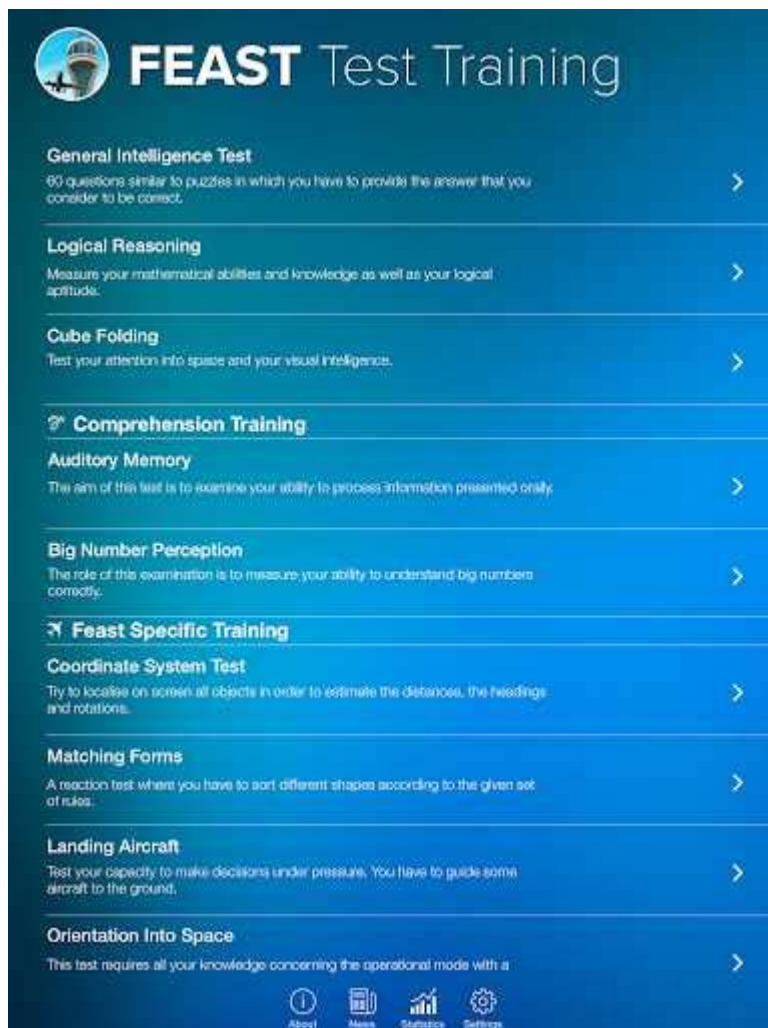 FEAST Test Training
General Intelligence Test
60 questions similar to puzzles in which you have to provide the answer that you
consider to be correct.
Logical Reasoning
Measure your mathematical abilities and knowledge as well as your logical
aptitude.
Cube Folding
Test your attention into space and your visual intelligence.
Comprehension Training
Auditory Memory
The aim of this test is to examine your ability to process information presented orally.
Big Number Perception
The role of this examination is to measure your ability to understand big numbers
correctly.
Feast Specific Training
Coordinate System Test
Try to localise on screen all objects in order to estimate the distances, the headings
and rotations.
Matching Forms
A reaction test where you have to sort different shapes according to the given set
of rules.
Landing Aircraft
Test your capacity to make decisions under pressure. You have to guide some
aircraft to the ground.
Orientation Into Space
This test requires all your knowledge concerning the operational mode with a
About News Statistics Settings